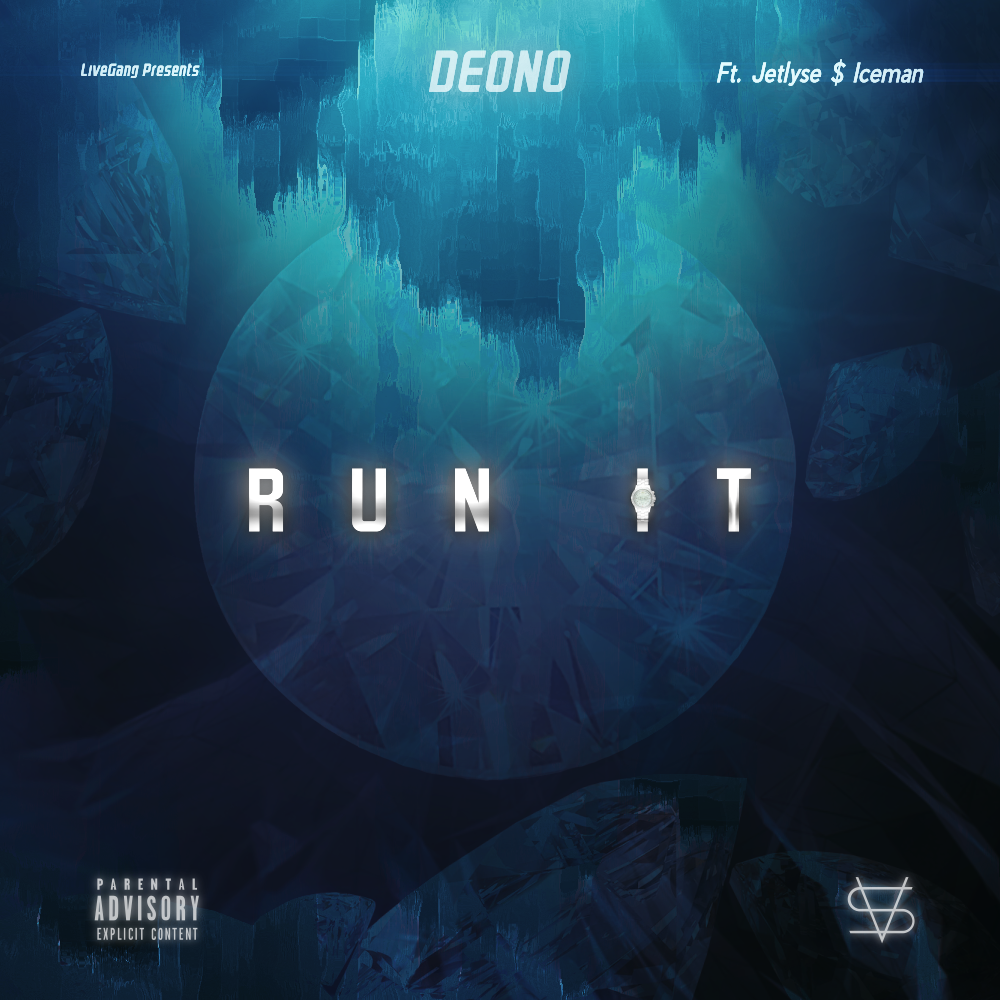 LiveGang Presents
DEONO
Ft. Jetlyse $ Iceman
RUN IT
PARENTAL
ADVISORY
EXPLICIT CONTENT